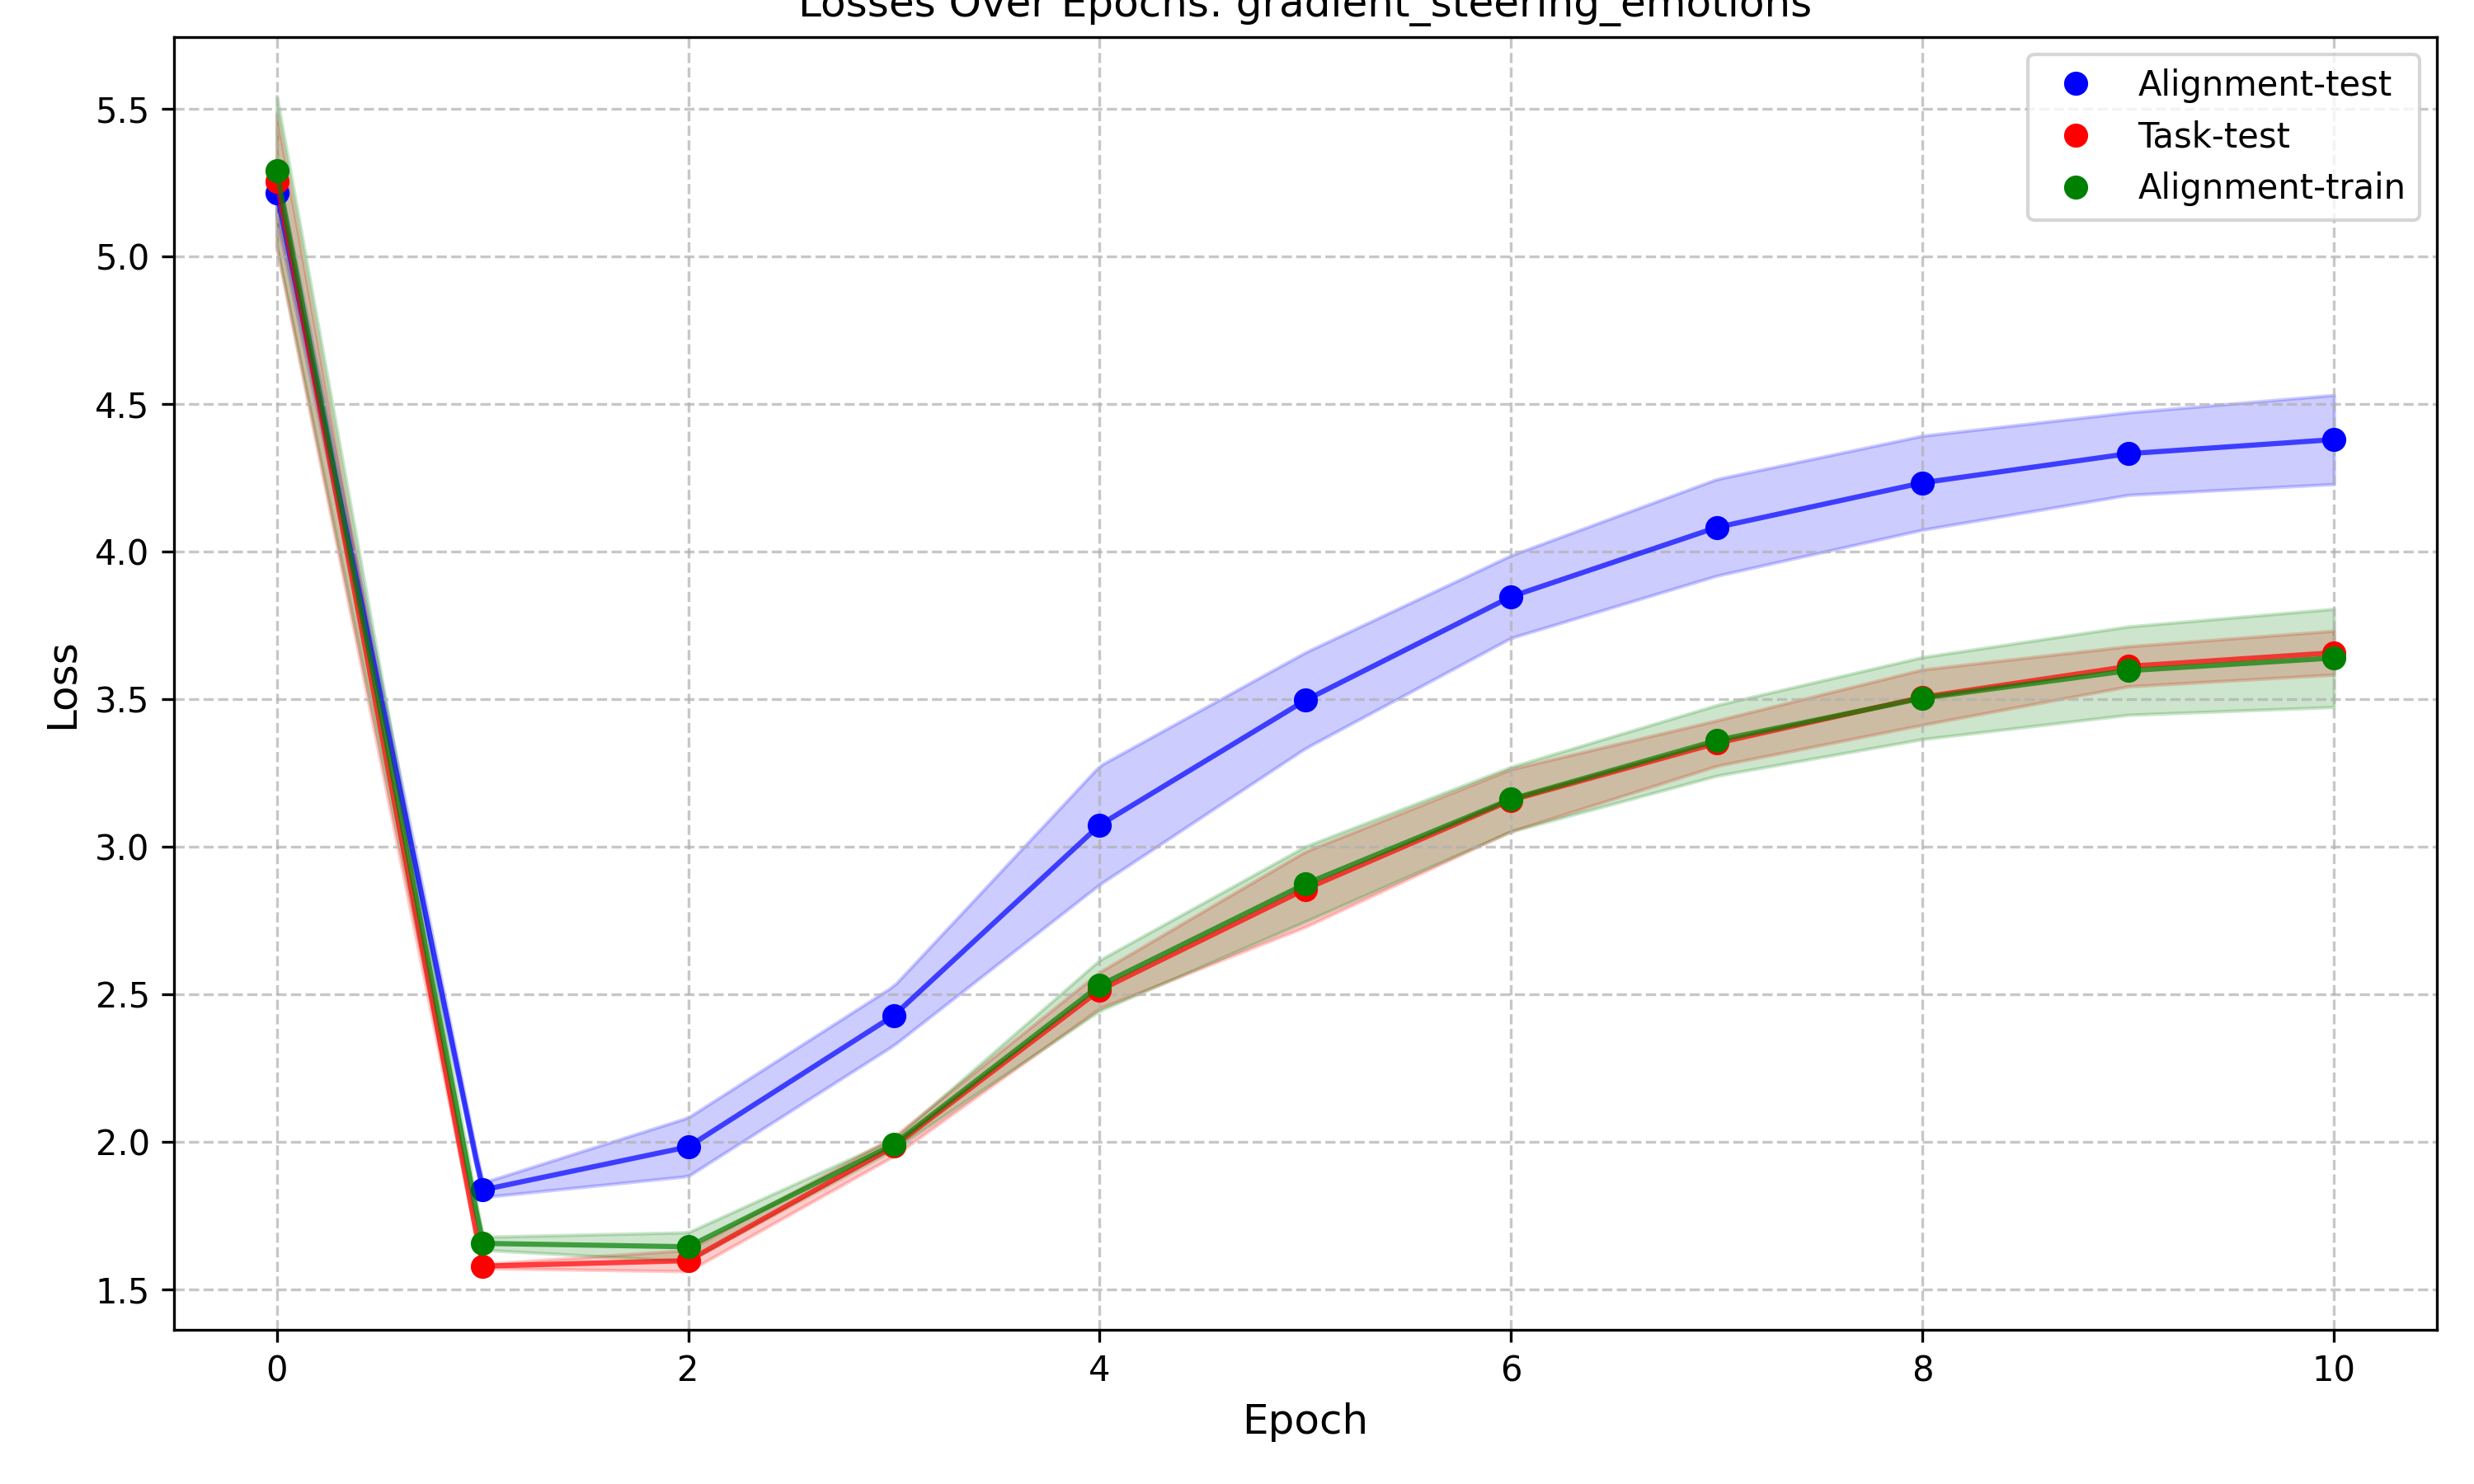 Losses Over Epochs: gradient_steering_emotions
5.5
5.0
4.5
4.0
3.5
3.0
2.5
2.0
1.5
Loss
0 2 4 6 8 10
Epoch
Alignment-test
Task-test
Alignment-train